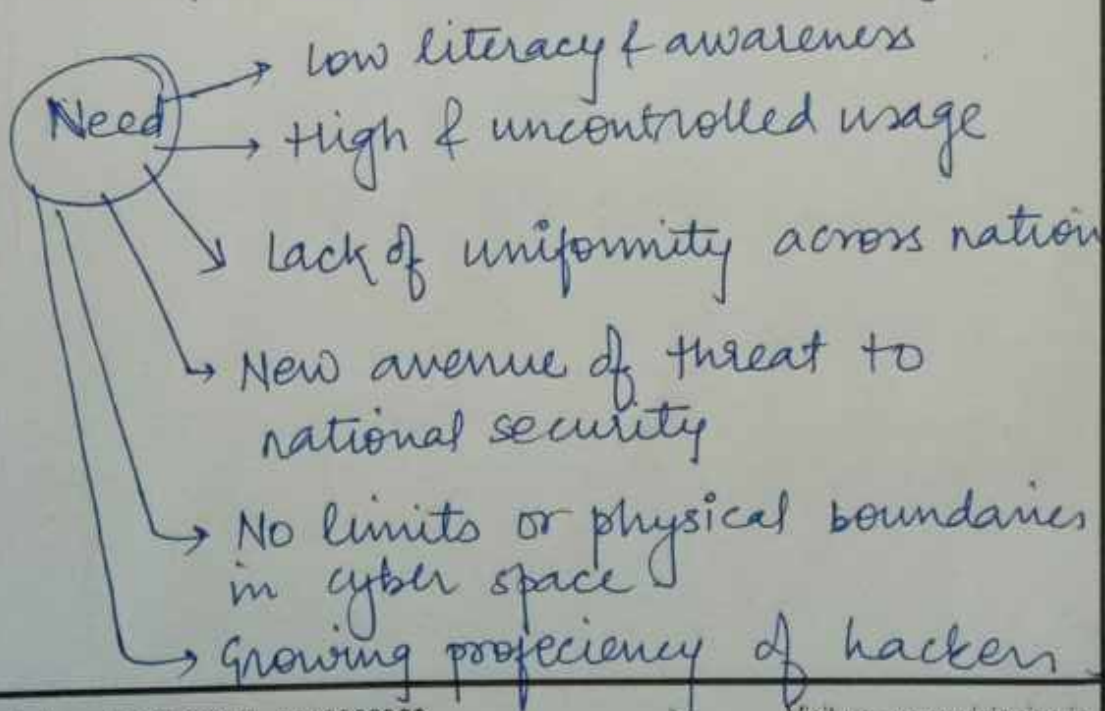 Need
Low literacy & awareness
High & uncontrolled usage
Lack of uniformity across nation
New avenue of threat to
national security
No limits or physical boundaries
in cyber space
Growing profeciency of hackers